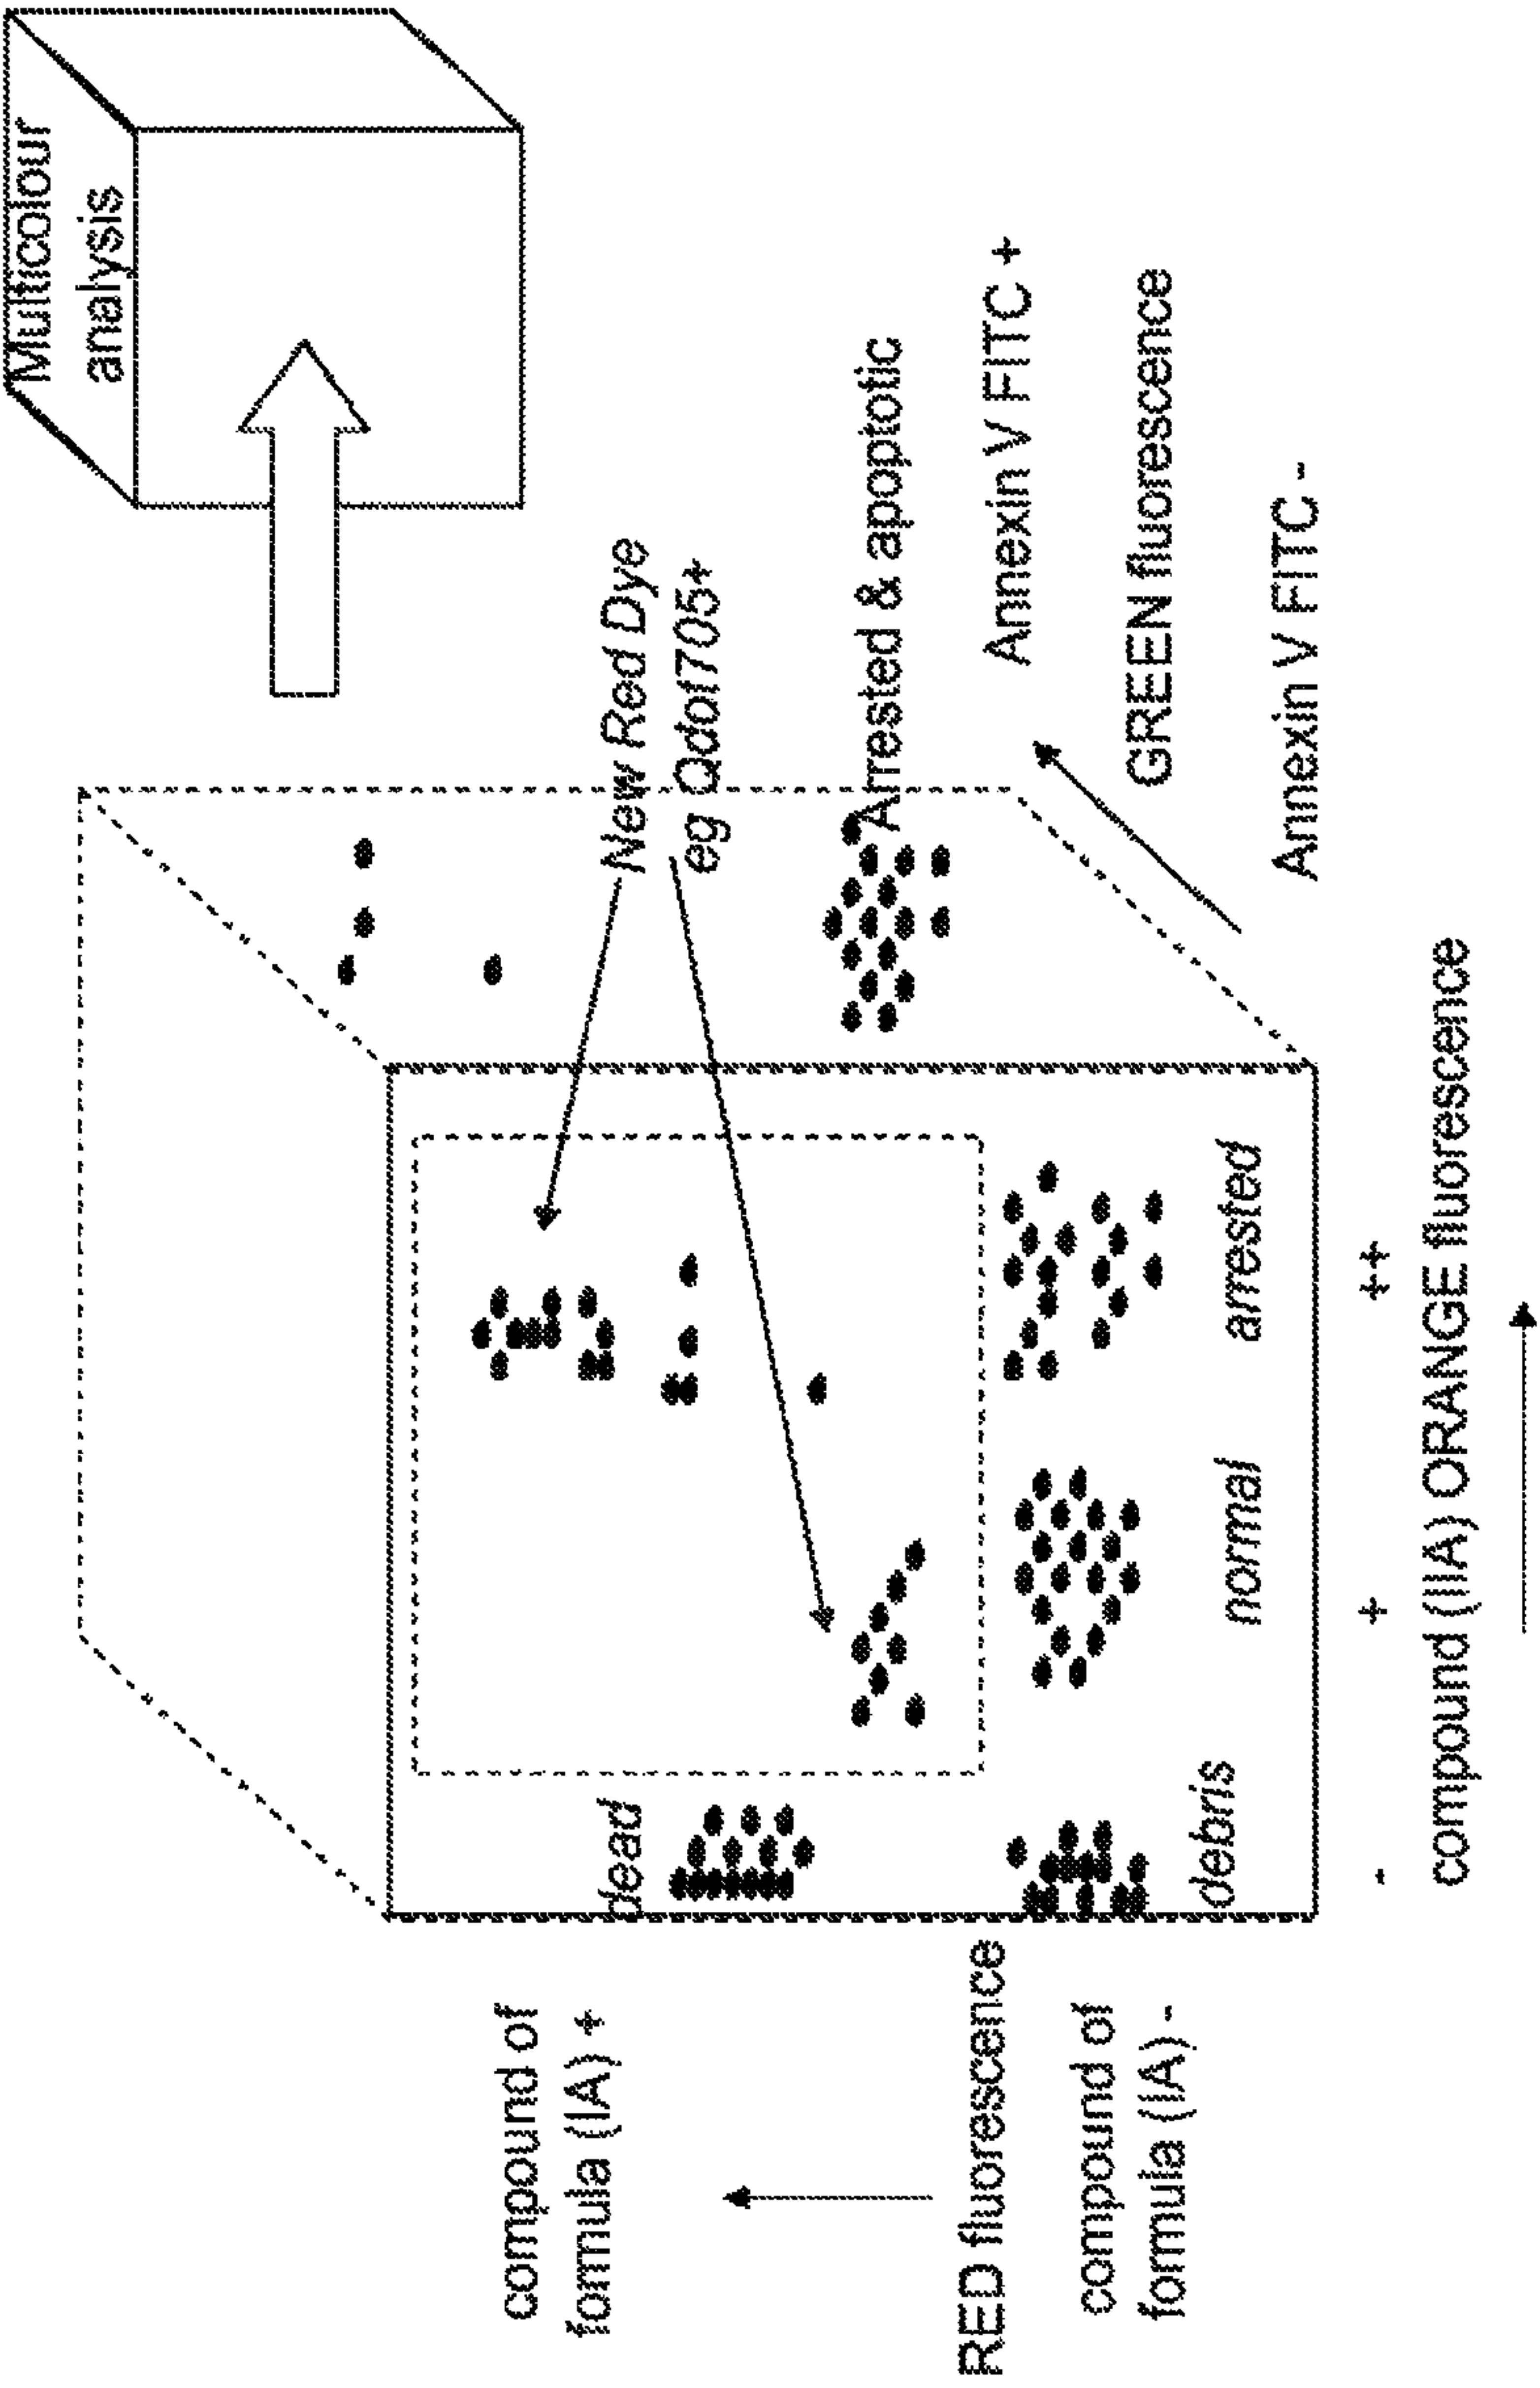 Multicolour
analysis
compound of
formula (IA) +
New Red Dye
eg Qdot705+
dead
Arrested & apoptotic
RED fluorescence
Annexin V FITC +
compound of
formula (IA) -
GREEN fluorescence
debris
normal
arrested
Annexin V FITC -
- + ++
compound (IIA) ORANGE fluorescence